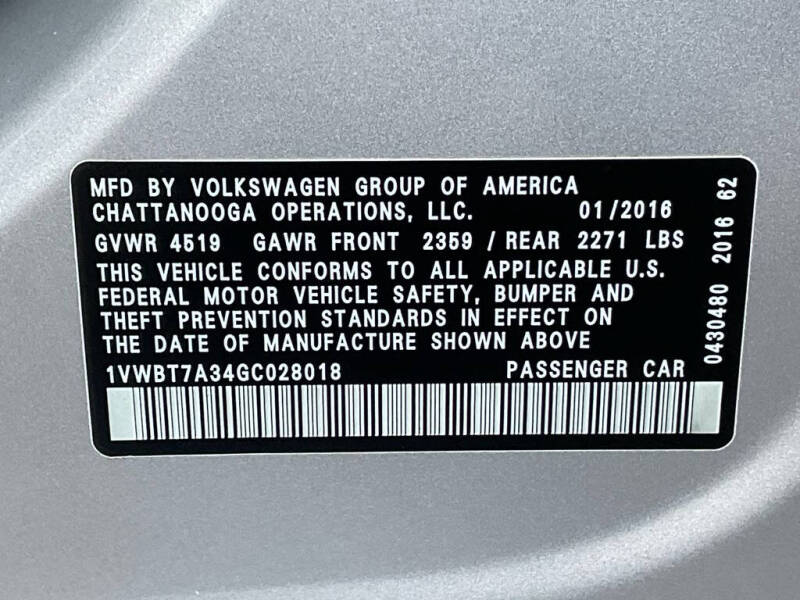 MFD BY VOLKSWAGEN GROUP OF AMERICA
CHATTANOOGA OPERATIONS, LLC. 01/2016
GVWR 4519 GAWR FRONT 2359 / REAR 2271 LBS
THIS VEHICLE CONFORMS TO ALL APPLICABLE U.S.
FEDERAL MOTOR VEHICLE SAFETY, BUMPER AND
THEFT PREVENTION STANDARDS IN EFFECT ON
THE DATE OF MANUFACTURE SHOWN ABOVE
1VWBT7A34GC028018 PASSENGER CAR
0430480 2016 62